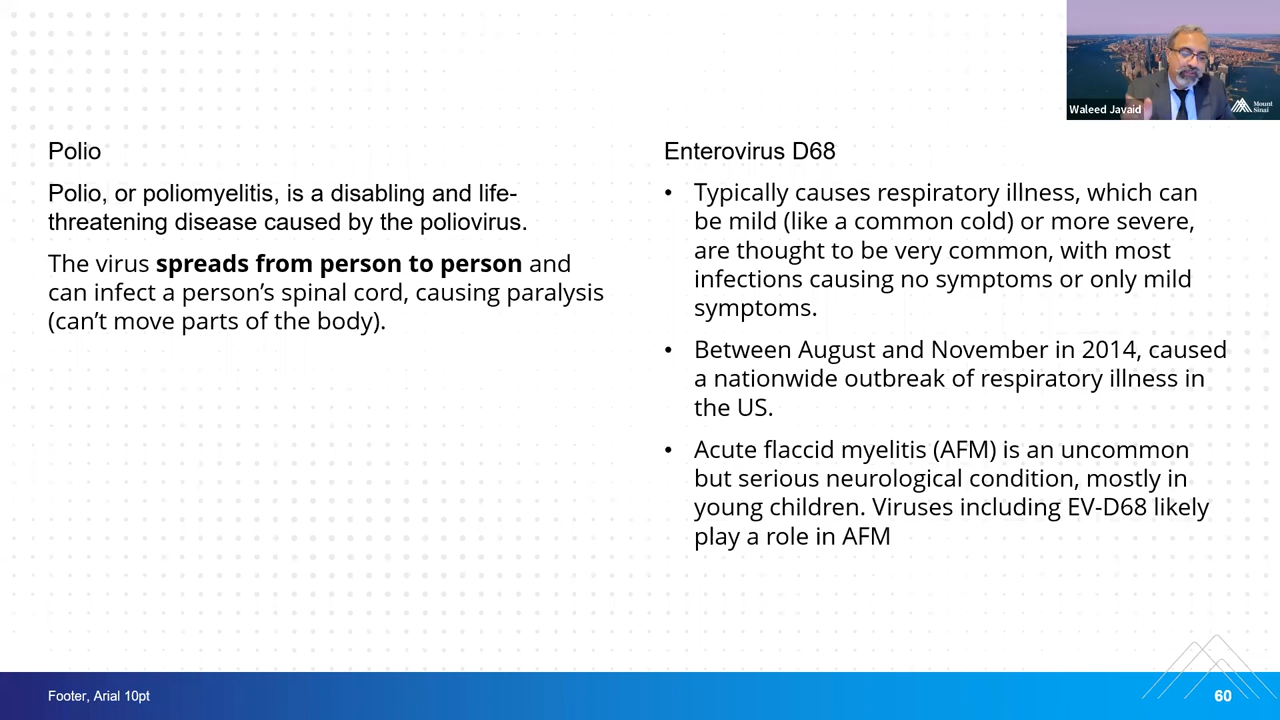 Waleed Javaid
Mount
Sinai
Polio
Polio, or poliomyelitis, is a disabling and life-
threatening disease caused by the poliovirus.
The virus spreads from person to person and
can infect a person’s spinal cord, causing paralysis
(can’t move parts of the body).
Enterovirus D68
• Typically causes respiratory illness, which can
be mild (like a common cold) or more severe,
are thought to be very common, with most
infections causing no symptoms or only mild
symptoms.
• Between August and November in 2014, caused
a nationwide outbreak of respiratory illness in
the US.
• Acute flaccid myelitis (AFM) is an uncommon
but serious neurological condition, mostly in
young children. Viruses including EV-D68 likely
play a role in AFM
Footer, Arial 10pt
60